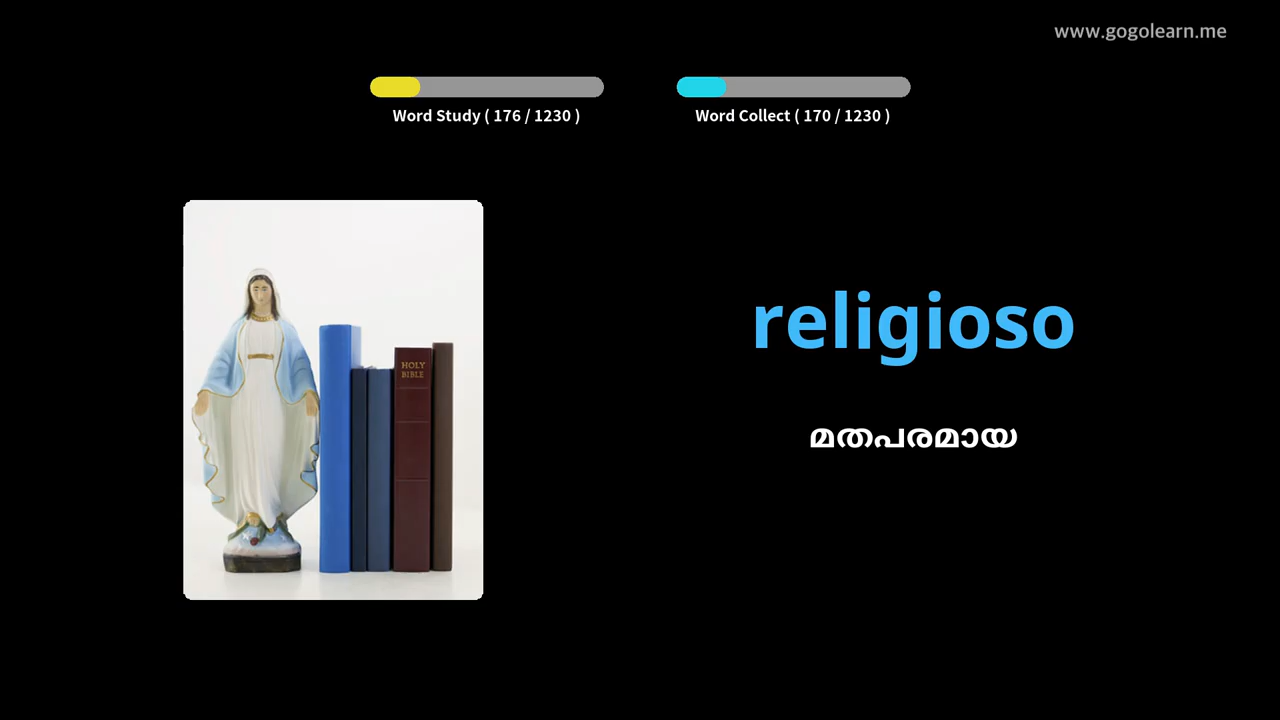 www.gogolearn.me
Word Study ( 176 / 1230 )
Word Collect ( 170 / 1230 )
HOLY
BIBLE
religioso
മതപരമായ